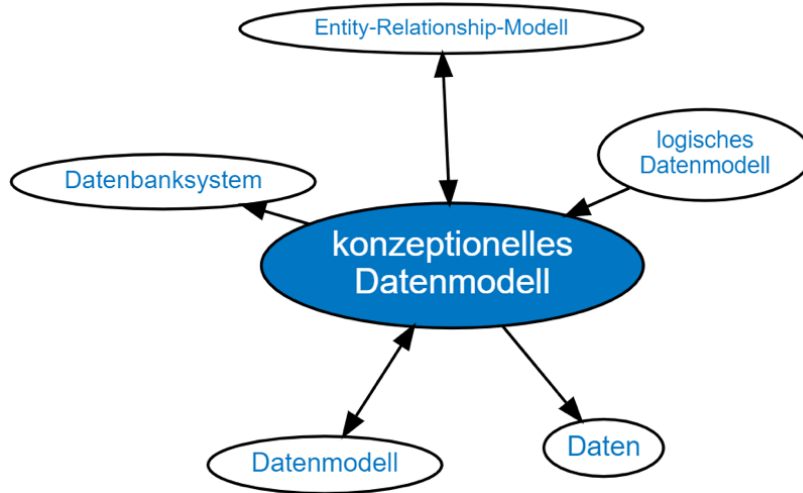 Entity-Relationship-Modell
logisches
Datenmodell
Datenbanksystem
konzeptionelles
Datenmodell
Datenmodell
Daten